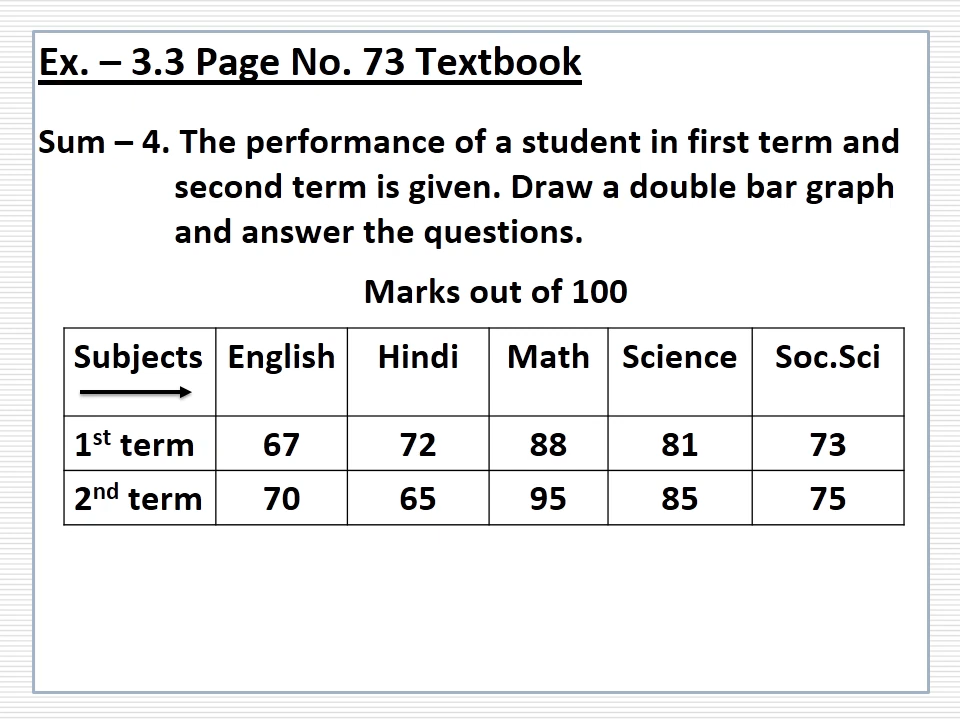 Ex. – 3.3 Page No. 73 Textbook
Sum – 4. The performance of a student in first term and
second term is given. Draw a double bar graph
and answer the questions.
Marks out of 100
Subjects English Hindi Math Science Soc.Sci
1st term 67 72 88 81 73
2nd term 70 65 95 85 75